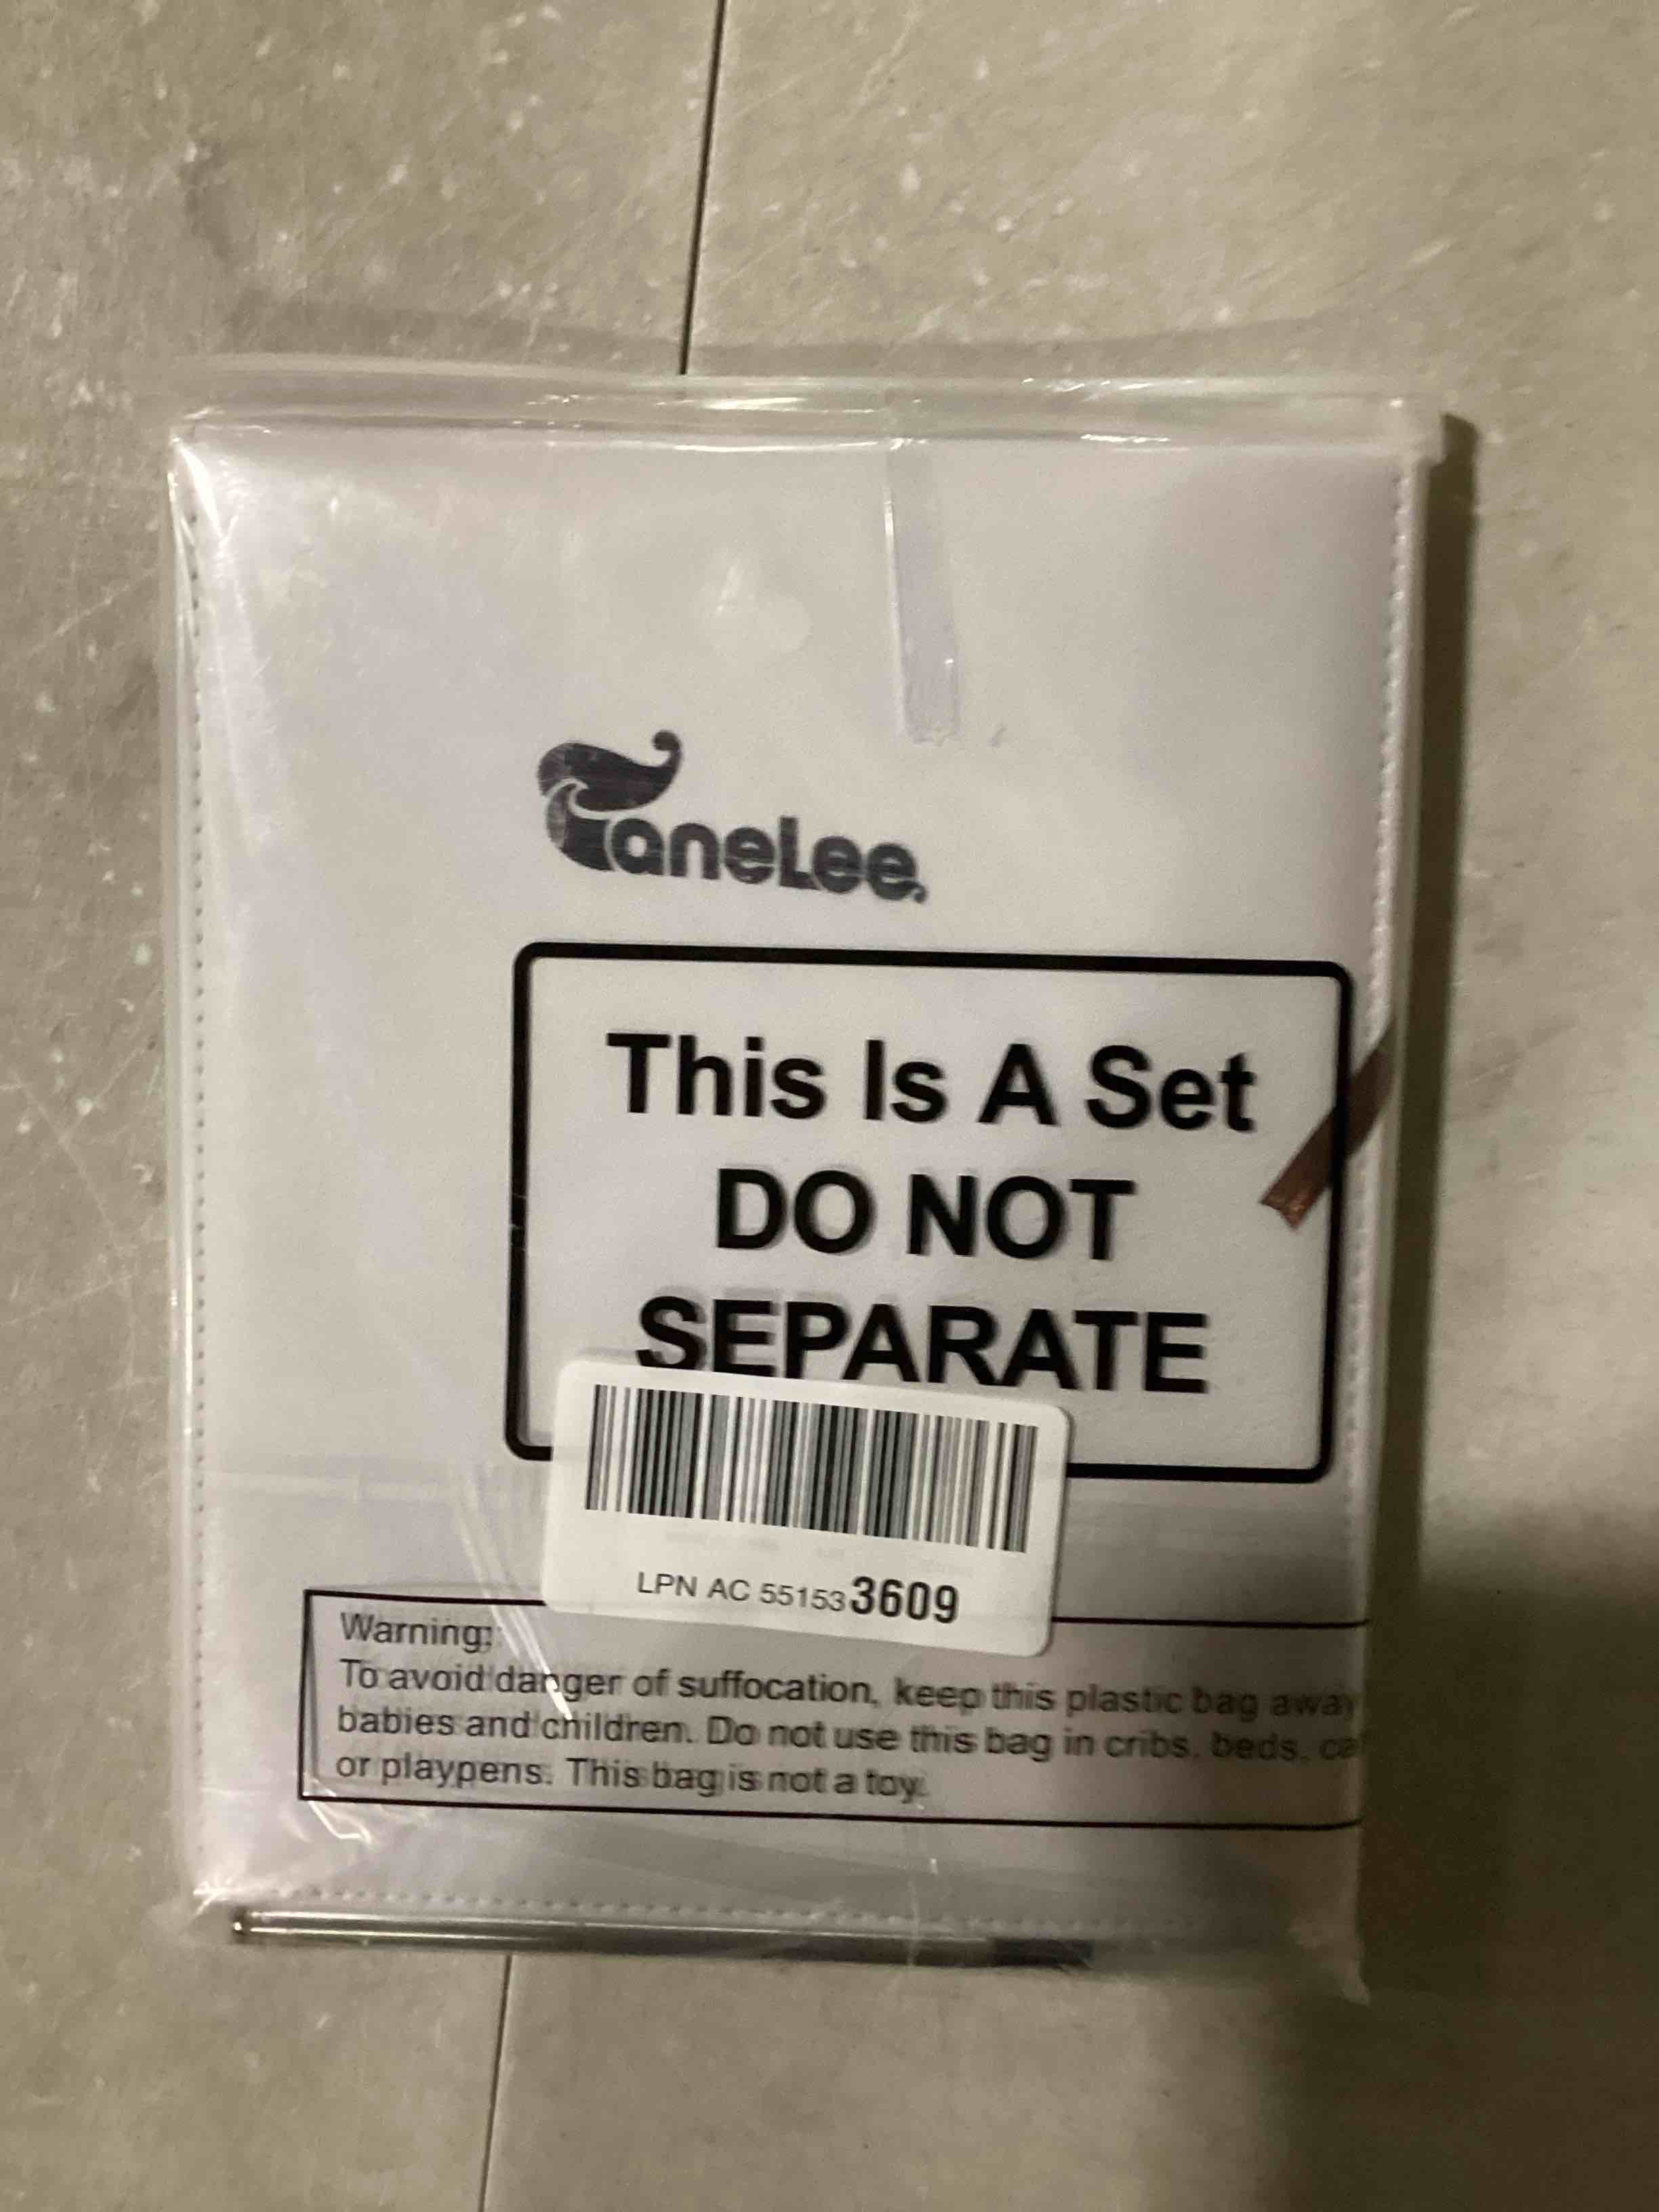 TaneLee
This Is A Set
DO NOT
SEPARATE
LPN AC 551533609
Warning:
To avoid danger of suffocation, keep this plastic bag away
babies and children. Do not use this bag in cribs, beds, ca
or playpens. This bag is not a toy.